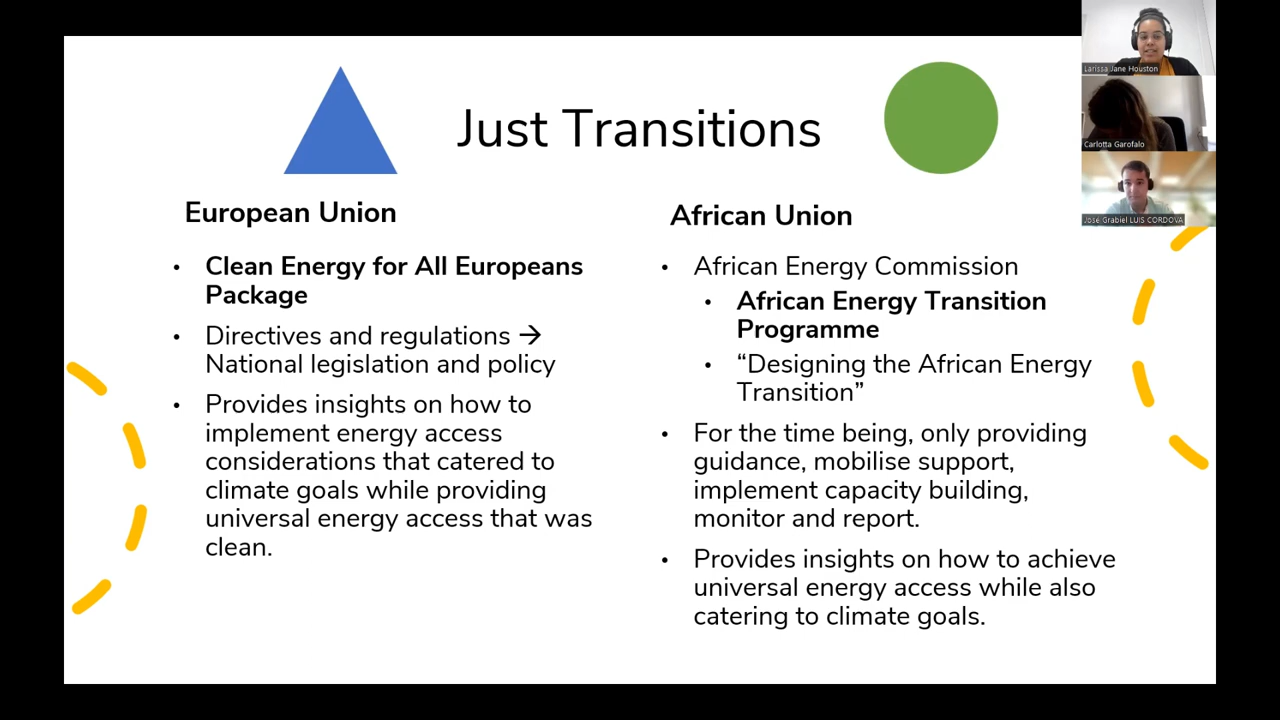 Just Transitions
European Union
• Clean Energy for All Europeans
Package
• Directives and regulations →
National legislation and policy
• Provides insights on how to
implement energy access
considerations that catered to
climate goals while providing
universal energy access that was
clean.
African Union
• African Energy Commission
• African Energy Transition
Programme
• “Designing the African Energy
Transition”
• For the time being, only providing
guidance, mobilise support,
implement capacity building,
monitor and report.
• Provides insights on how to achieve
universal energy access while also
catering to climate goals.
Larissa Jane Houston
Carlotta Garofalo
Jose Grabiel LUIS CORDOVA